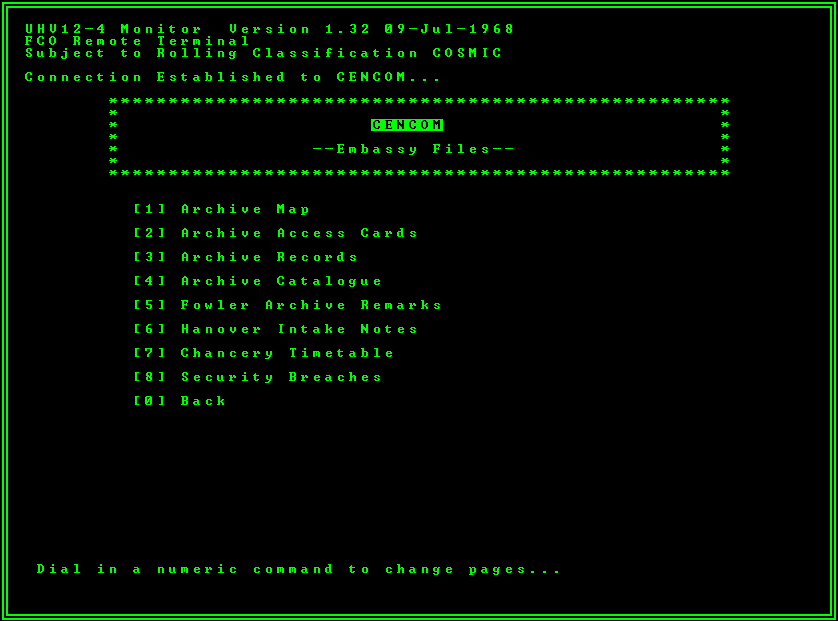 UHV12-4 Monitor  Version 1.32 09-Jul-1968
FCO Remote Terminal
Subject to Rolling Classification COSMIC
Connection Established to CENCOM...
****************************************************
*                                                  *
*                     CENCOM                       *
*                                                  *
*                --Embassy Files--                 *
*                                                  *
****************************************************
[1] Archive Map
[2] Archive Access Cards
[3] Archive Records
[4] Archive Catalogue
[5] Fowler Archive Remarks
[6] Hanover Intake Notes
[7] Chancery Timetable
[8] Security Breaches
[0] Back
Dial in a numeric command to change pages...